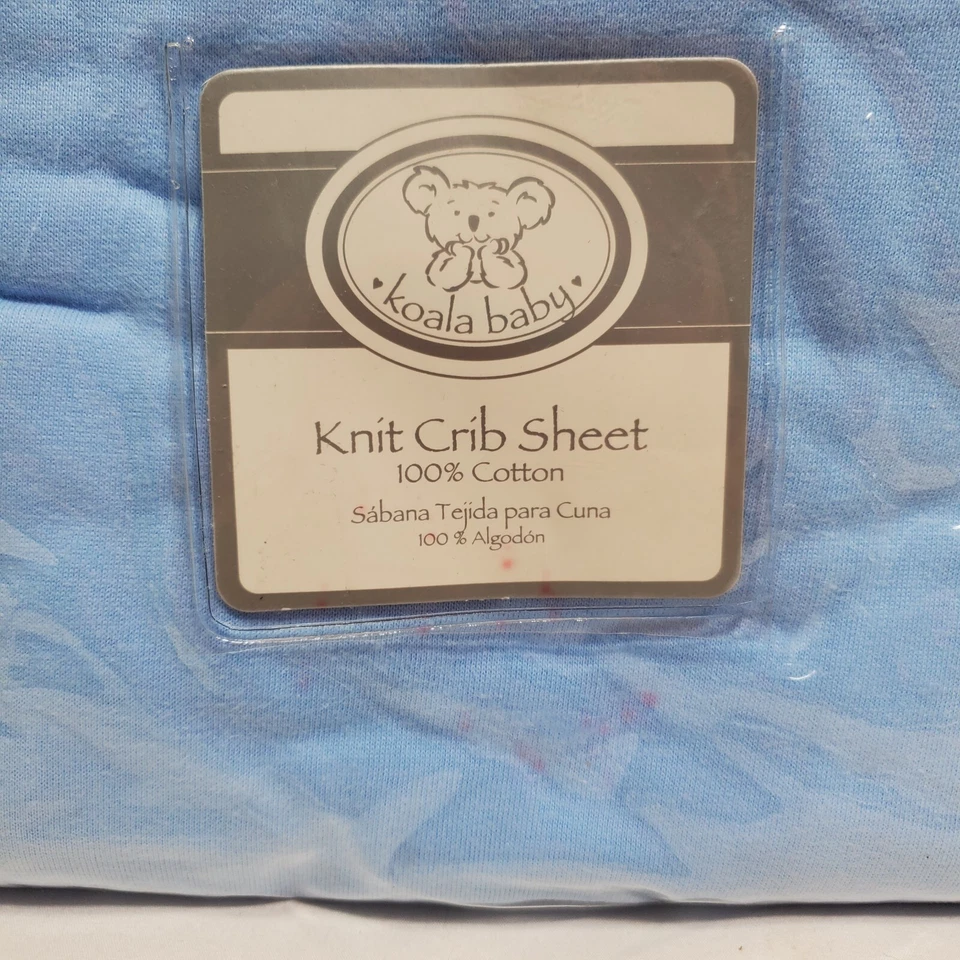 koala baby
Knit Crib Sheet
100% Cotton
Sábana Tejida para Cuna
100 % Algodón